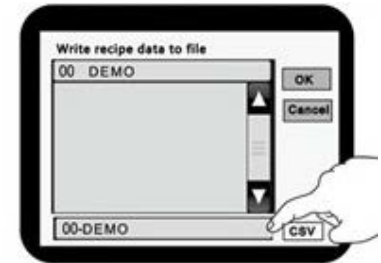 Write recipe data to file
00 DEMO
OK
Cancel
00-DEMO
CSV